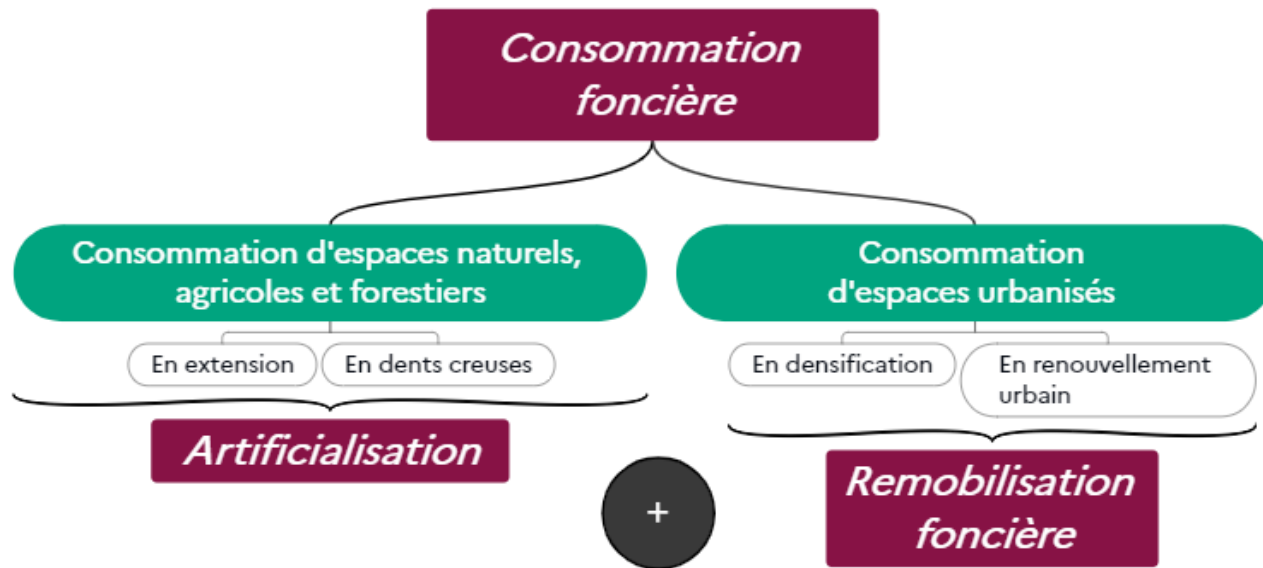 Consommation
foncière
Consommation d'espaces naturels,
agricoles et forestiers
Consommation
d'espaces urbanisés
En extension
En dents creuses
En densification
En renouvellement
urbain
Artificialisation
+
Remobilisation
foncière